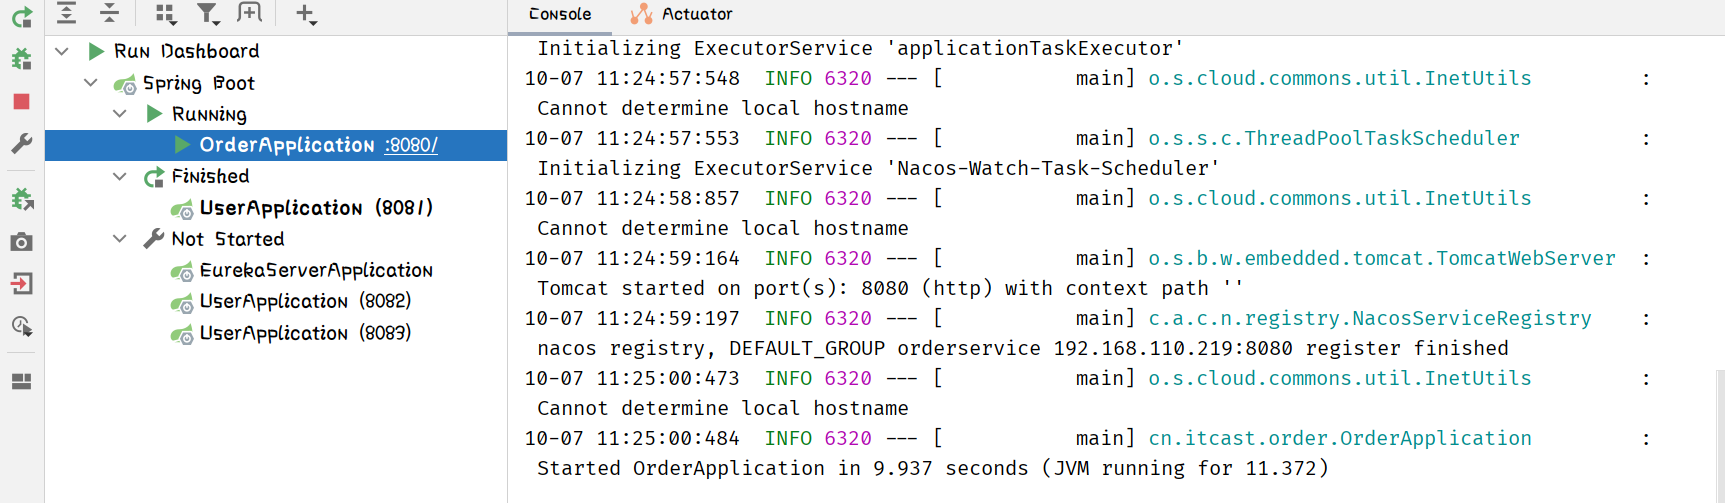 Run Dashboard
Spring Boot
Running
OrderApplication :8080/
Finished
UserApplication (8081)
Not Started
EurekaServerApplication
UserApplication (8082)
UserApplication (8083)
Console Actuator
Initializing ExecutorService 'applicationTaskExecutor'
10-07 11:24:57:548 INFO 6320 --- [ main] o.s.cloud.commons.util.InetUtils :
Cannot determine local hostname
10-07 11:24:57:553 INFO 6320 --- [ main] o.s.s.c.ThreadPoolTaskScheduler :
Initializing ExecutorService 'Nacos-Watch-Task-Scheduler'
10-07 11:24:58:857 INFO 6320 --- [ main] o.s.cloud.commons.util.InetUtils :
Cannot determine local hostname
10-07 11:24:59:164 INFO 6320 --- [ main] o.s.b.w.embedded.tomcat.TomcatWebServer :
Tomcat started on port(s): 8080 (http) with context path ''
10-07 11:24:59:197 INFO 6320 --- [ main] c.a.c.n.registry.NacosServiceRegistry :
nacos registry, DEFAULT_GROUP orderservice 192.168.110.219:8080 register finished
10-07 11:25:00:473 INFO 6320 --- [ main] o.s.cloud.commons.util.InetUtils :
Cannot determine local hostname
10-07 11:25:00:484 INFO 6320 --- [ main] cn.itcast.order.OrderApplication :
Started OrderApplication in 9.937 seconds (JVM running for 11.372)